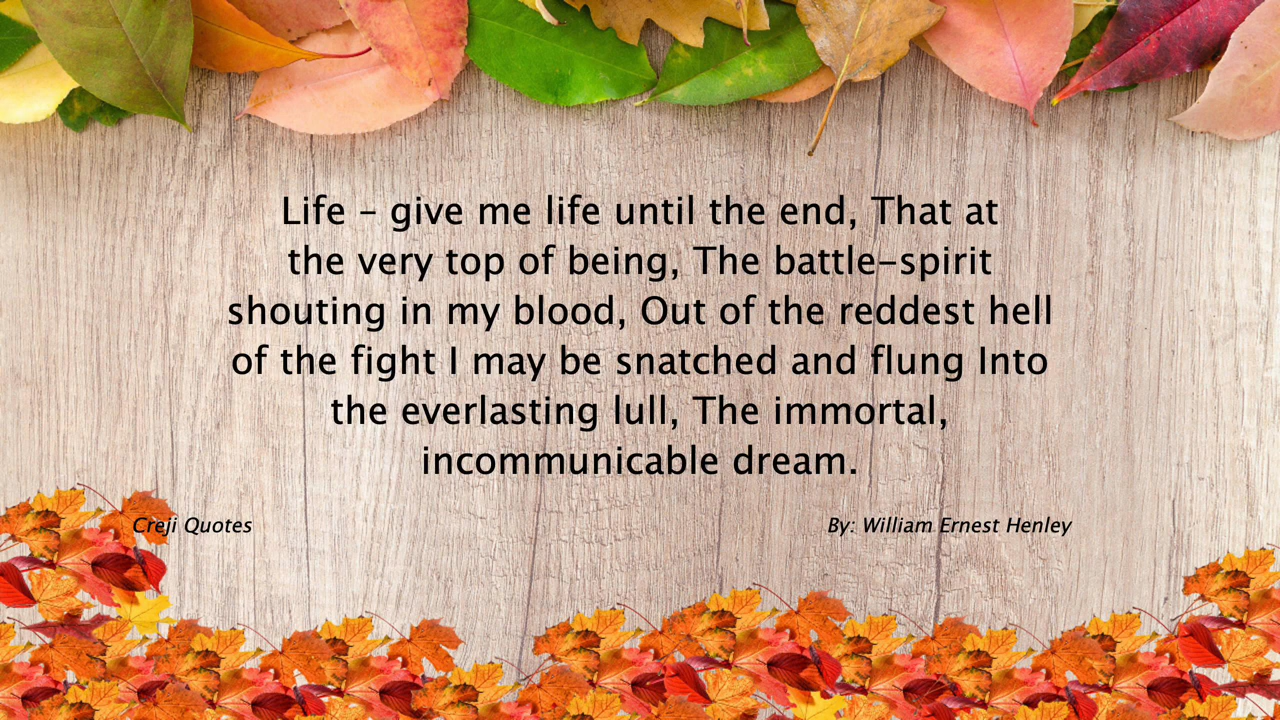 Life – give me life until the end, That at
the very top of being, The battle–spirit
shouting in my blood, Out of the reddest hell
of the fight I may be snatched and flung Into
the everlasting lull, The immortal,
incommunicable dream.
Creji Quotes
By: William Ernest Henley